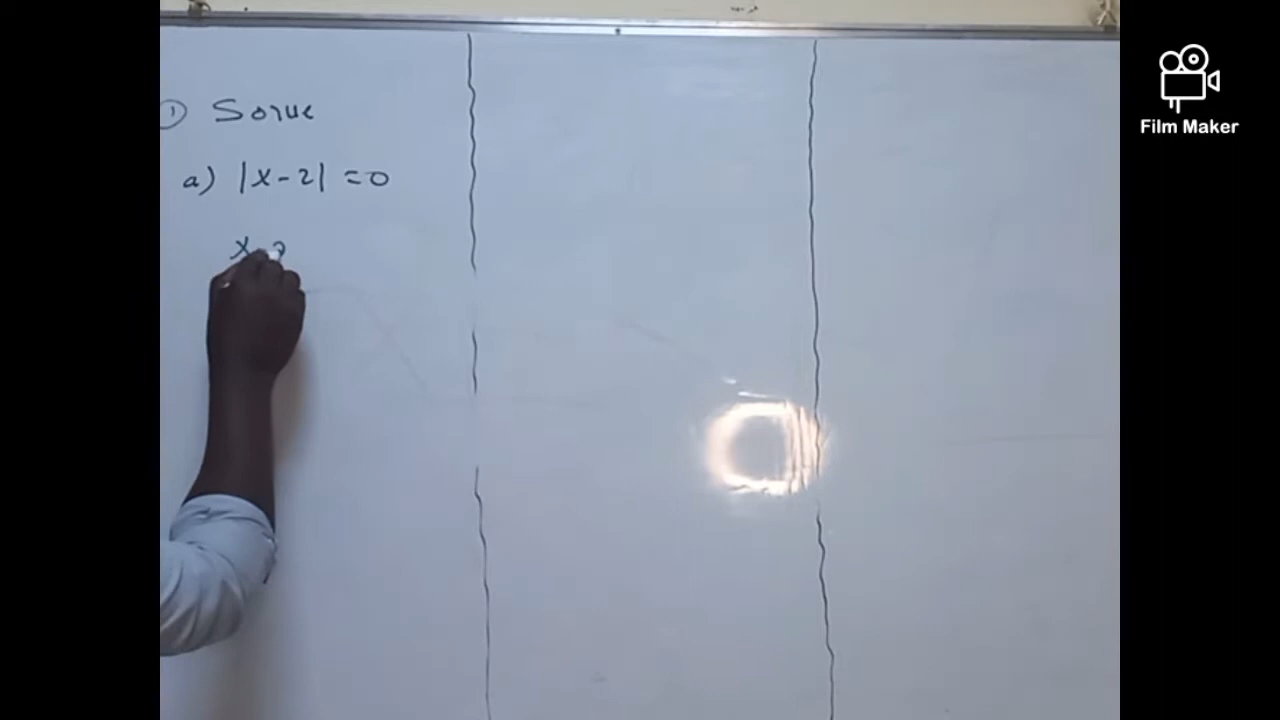 ① Solve
a) |x-2| =0
x-2
Film Maker